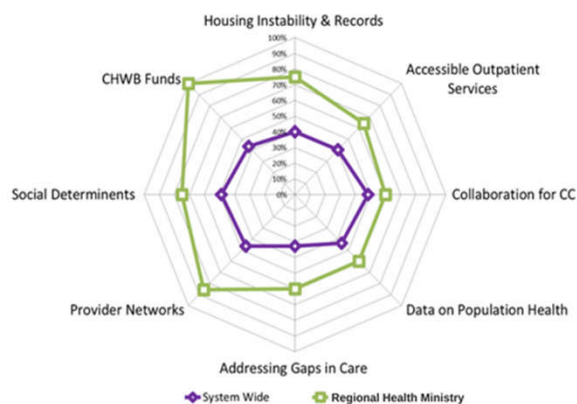 Housing Instability & Records
100%
90%
80%
70%
60%
50%
40%
30%
20%
10%
0%
CHWB Funds
Accessible Outpatient
Services
Social Determinents
Collaboration for CC
Provider Networks
Data on Population Health
Addressing Gaps in Care
System Wide
Regional Health Ministry